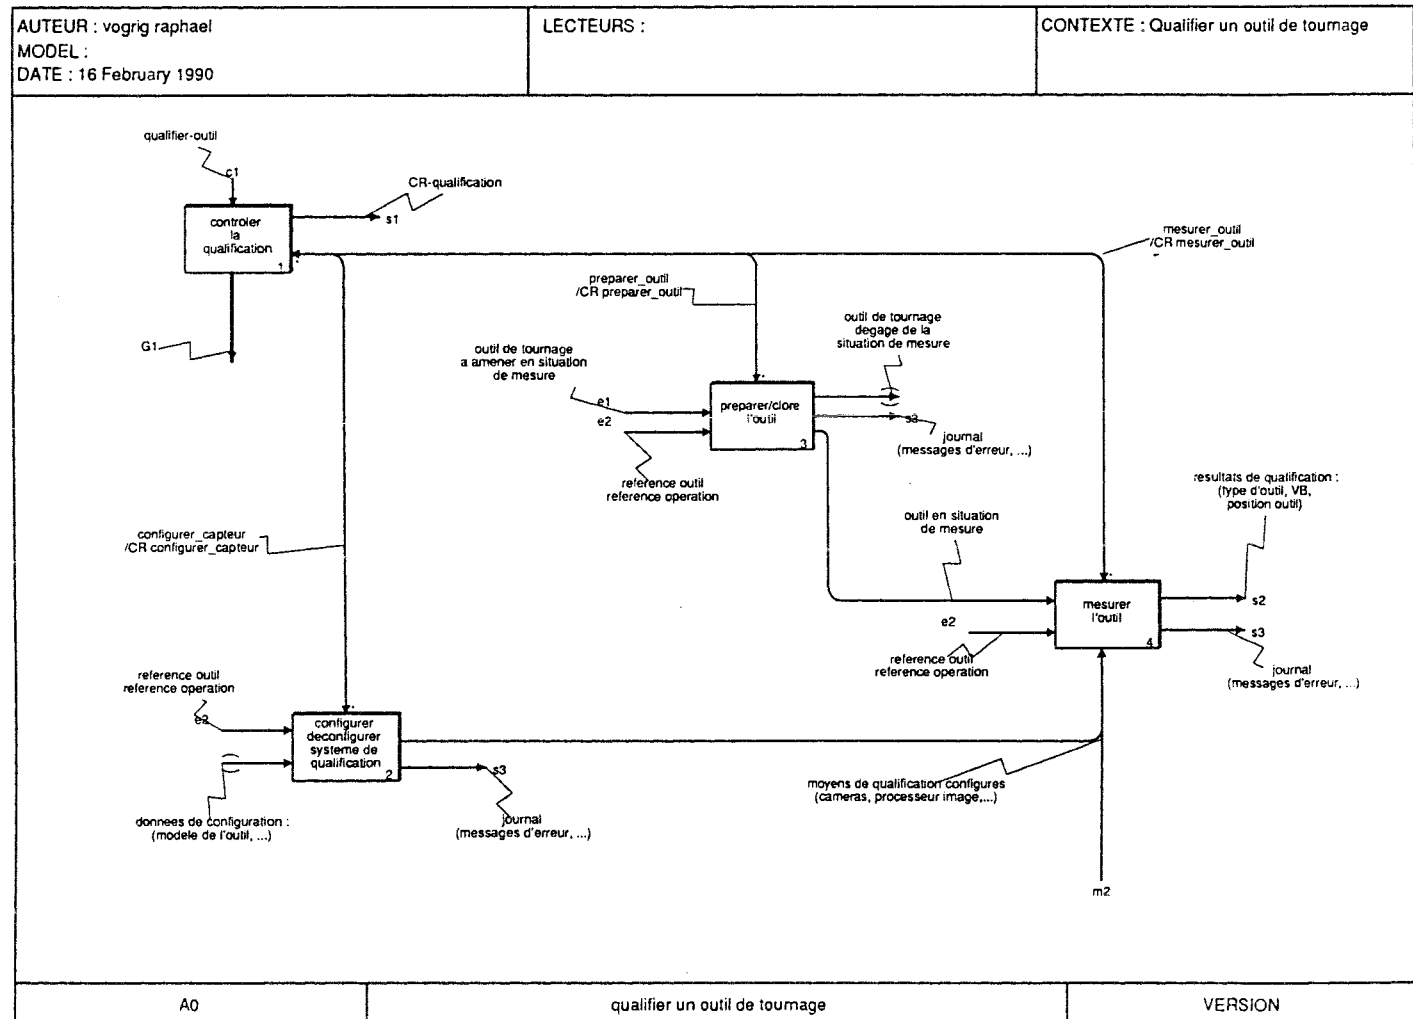 AUTEUR : vogrig raphael
MODEL :
DATE : 16 February 1990
LECTEURS :
CONTEXTE : Qualifier un outil de tournage
qualifier-outil
c1
CR-qualification
s1
controler
la
qualification
1
mesurer_outil
/CR mesurer_outil
preparer_outil
/CR preparer_outil
G1
outil de tournage
degage de la
situation de mesure
outil de tournage
a amener en situation
de mesure
e1
e2
preparer/clore
l'outil
3
s3
journal
(messages d'erreur, ...)
reference outil
reference operation
resultats de qualification :
(type d'outil, VB,
position outil)
outil en situation
de mesure
configurer_capteur
/CR configurer_capteur
mesurer
l'outil
4
s2
e2
s3
reference outil
reference operation
journal
(messages d'erreur, ...)
reference outil
reference operation
e2
configurer
deconfigurer
systeme de
qualification
2
s3
moyens de qualification configures
(cameras, processeur image,...)
donnees de configuration :
(modele de l'outil, ...)
journal
(messages d'erreur, ...)
m2
A0
qualifier un outil de tournage
VERSION